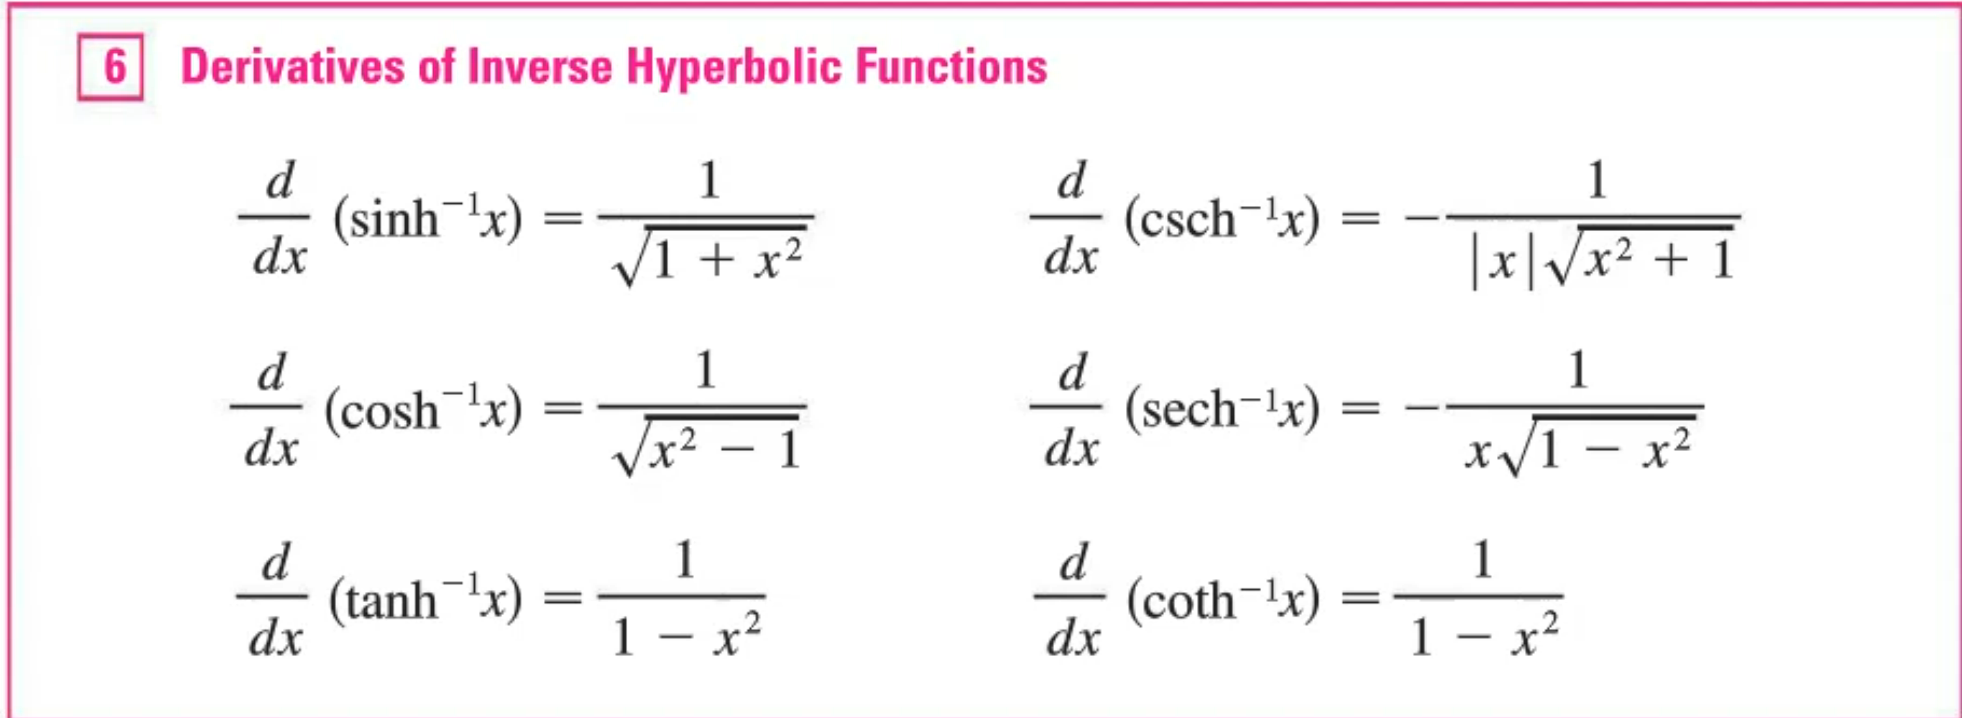 6 Derivatives of Inverse Hyperbolic Functions
d/dx (sinh⁻¹x) = 1/√(1 + x²)    d/dx (csch⁻¹x) = −1/(|x|√(x² + 1))
d/dx (cosh⁻¹x) = 1/√(x² − 1)    d/dx (sech⁻¹x) = −1/(x√(1 − x²))
d/dx (tanh⁻¹x) = 1/(1 − x²)    d/dx (coth⁻¹x) = 1/(1 − x²)